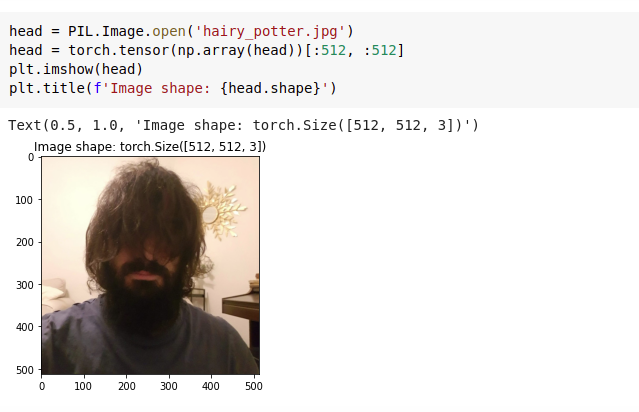 head = PIL.Image.open('hairy_potter.jpg')
head = torch.tensor(np.array(head))[:512, :512]
plt.imshow(head)
plt.title(f'Image shape: {head.shape}')
Text(0.5, 1.0, 'Image shape: torch.Size([512, 512, 3])')
Image shape: torch.Size([512, 512, 3])
0
100
200
300
400
500
0 100 200 300 400 500